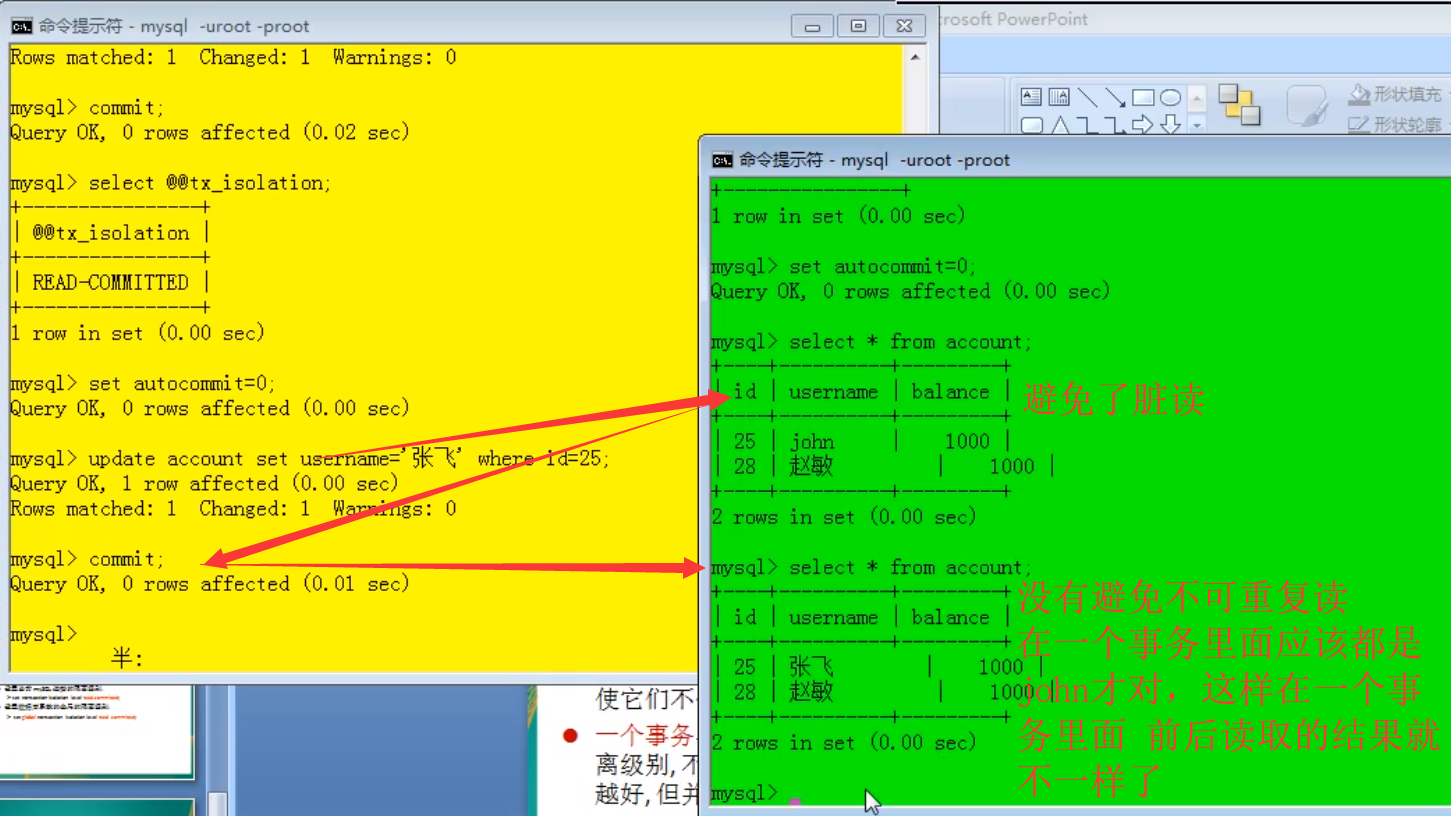 命令提示符 - mysql -uroot -proot
Rows matched: 1 Changed: 1 Warnings: 0
mysql> commit;
Query OK, 0 rows affected (0.02 sec)
mysql> select @@tx_isolation;
+----------------+
| @@tx_isolation |
+----------------+
| READ-COMMITTED |
+----------------+
1 row in set (0.00 sec)
mysql> set autocommit=0;
Query OK, 0 rows affected (0.00 sec)
mysql> update account set username='张飞' where id=25;
Query OK, 1 row affected (0.00 sec)
Rows matched: 1 Changed: 1 Warnings: 0
mysql> commit;
Query OK, 0 rows affected (0.01 sec)
mysql>
半:
rosoft PowerPoint
形状填充
形状轮廓
命令提示符 - mysql -uroot -proot
+----------------+
1 row in set (0.00 sec)
mysql> set autocommit=0;
Query OK, 0 rows affected (0.00 sec)
mysql> select * from account;
+----+----------+---------+
| id | username | balance |
+----+----------+---------+
| 25 | john | 1000 |
| 28 | 赵敏 | 1000 |
+----+----------+---------+
2 rows in set (0.00 sec)
避免了脏读
mysql> select * from account;
+----+----------+---------+
| id | username | balance |
+----+----------+---------+
| 25 | 张飞 | 1000 |
| 28 | 赵敏 | 1000 |
+----+----------+---------+
2 rows in set (0.00 sec)
mysql>
没有避免不可重复读
在一个事务里面应该都是
john才对，这样在一个事
务里面 前后读取的结果就
不一样了
使它们不
一个事务
离级别,不
越好,但并